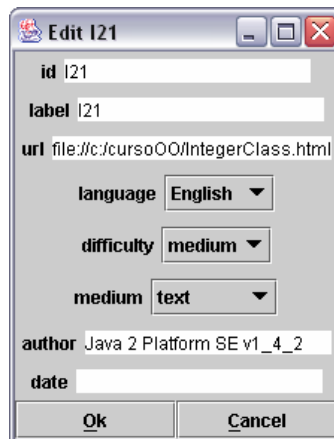 Edit I21
id I21
label I21
url file://c:/cursoOO/IntegerClass.html
language English
difficulty medium
medium text
author Java 2 Platform SE v1_4_2
date
Ok Cancel